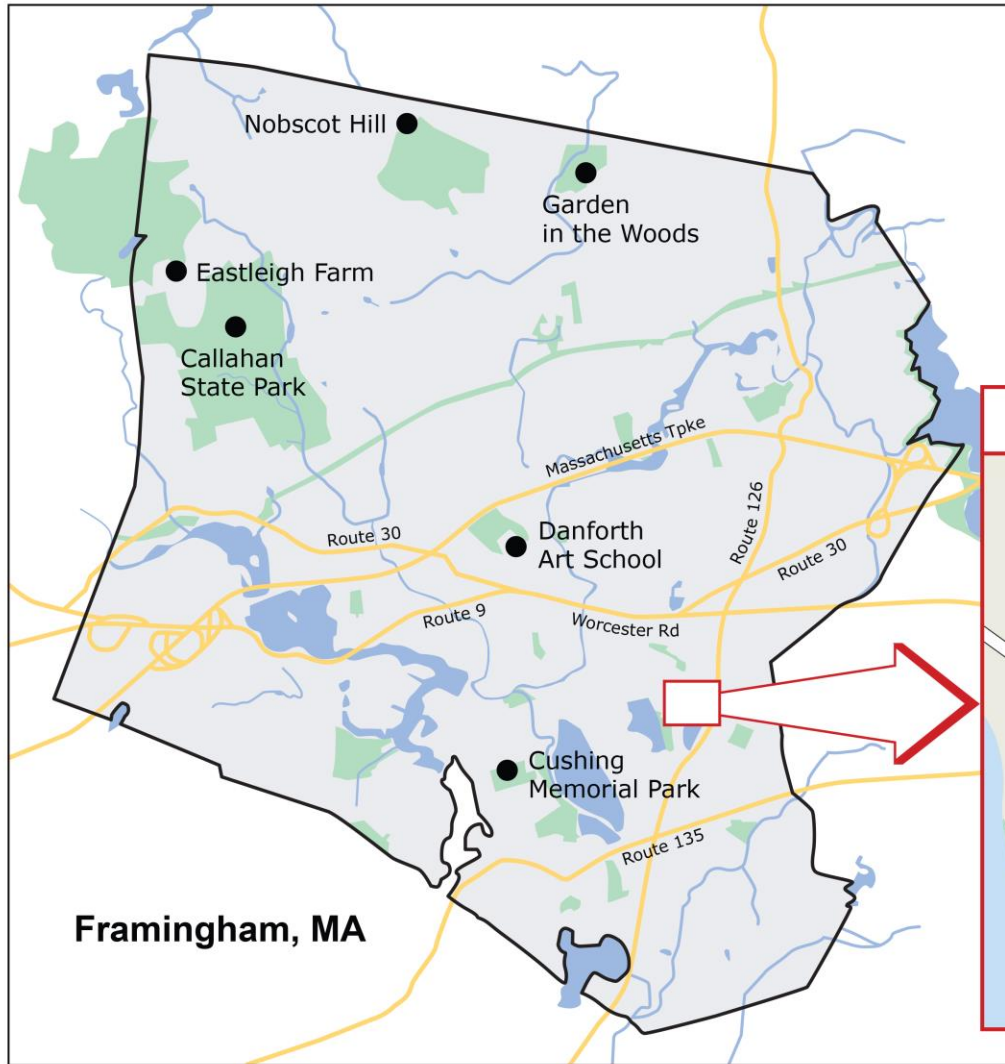 Nobscot Hill
Garden
in the Woods
Eastleigh Farm
Callahan
State Park
Massachusetts Tpke
Route 126
Route 30
Danforth
Art School
Route 30
Route 9
Worcester Rd
Cushing
Memorial Park
Route 135
Framingham, MA